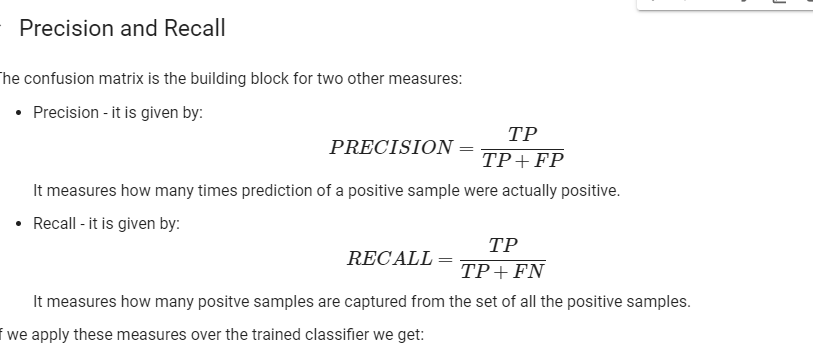 Precision and Recall
The confusion matrix is the building block for two other measures:
• Precision - it is given by:
PRECISION = TP / TP + FP
It measures how many times prediction of a positive sample were actually positive.
• Recall - it is given by:
RECALL = TP / TP + FN
It measures how many positve samples are captured from the set of all the positive samples.
f we apply these measures over the trained classifier we get: